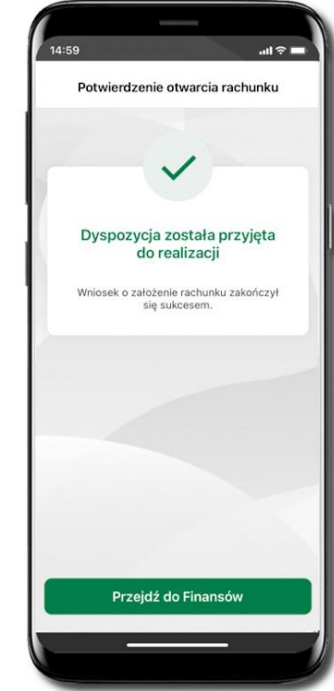 14:59
Potwierdzenie otwarcia rachunku
Dyspozycja została przyjęta
do realizacji
Wniosek o założenie rachunku zakończył
się sukcesem.
Przejdź do Finansów